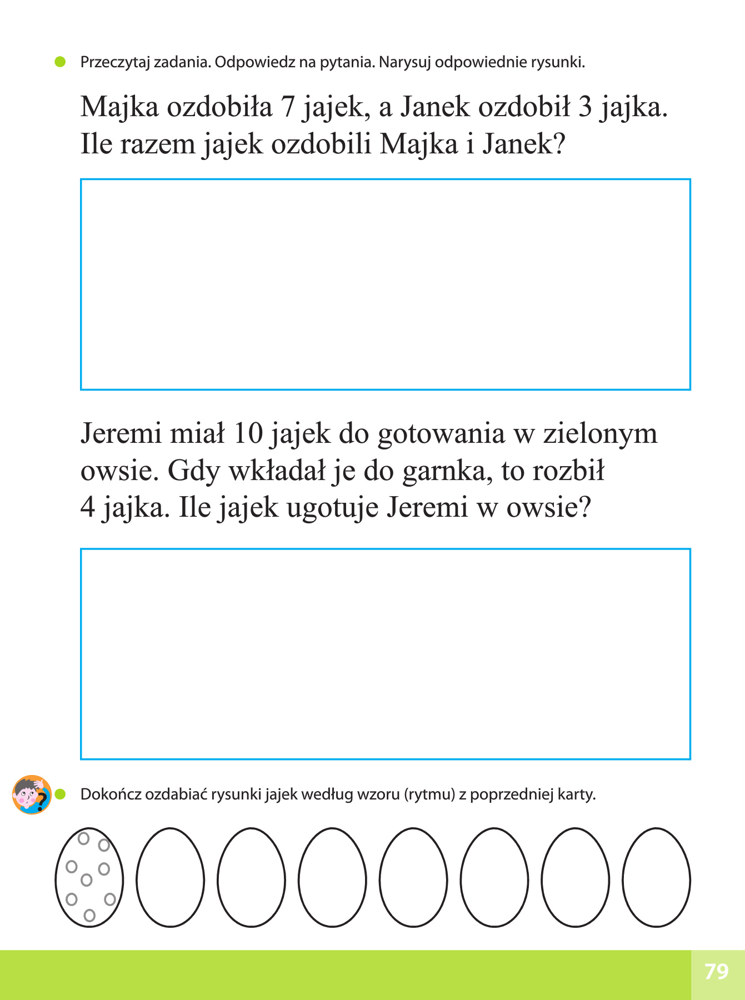 Przeczytaj zadania. Odpowiedz na pytania. Narysuj odpowiednie rysunki.
Majka ozdobiła 7 jajek, a Janek ozdobił 3 jajka.
Ile razem jajek ozdobili Majka i Janek?
Jeremi miał 10 jajek do gotowania w zielonym
owsie. Gdy wkładał je do garnka, to rozbił
4 jajka. Ile jajek ugotuje Jeremi w owsie?
?
Dokończ ozdabiać rysunki jajek według wzoru (rytmu) z poprzedniej karty.
79